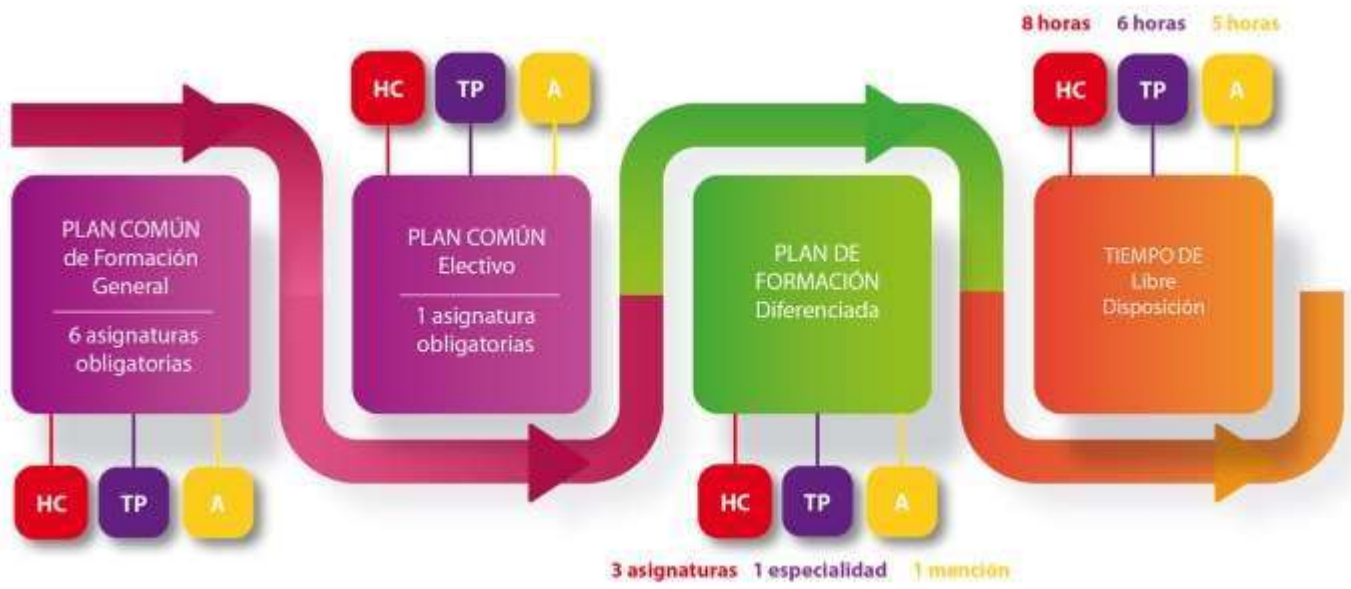 PLAN COMÚN
de Formación
General
6 asignaturas
obligatorias
HC TP A
HC TP A
PLAN COMÚN
Electivo
1 asignatura
obligatorias
PLAN DE
FORMACIÓN
Diferenciada
HC TP A
3 asignaturas 1 especialidad 1 mención
8 horas 6 horas 5 horas
HC TP A
TIEMPO DE
Libre
Disposición